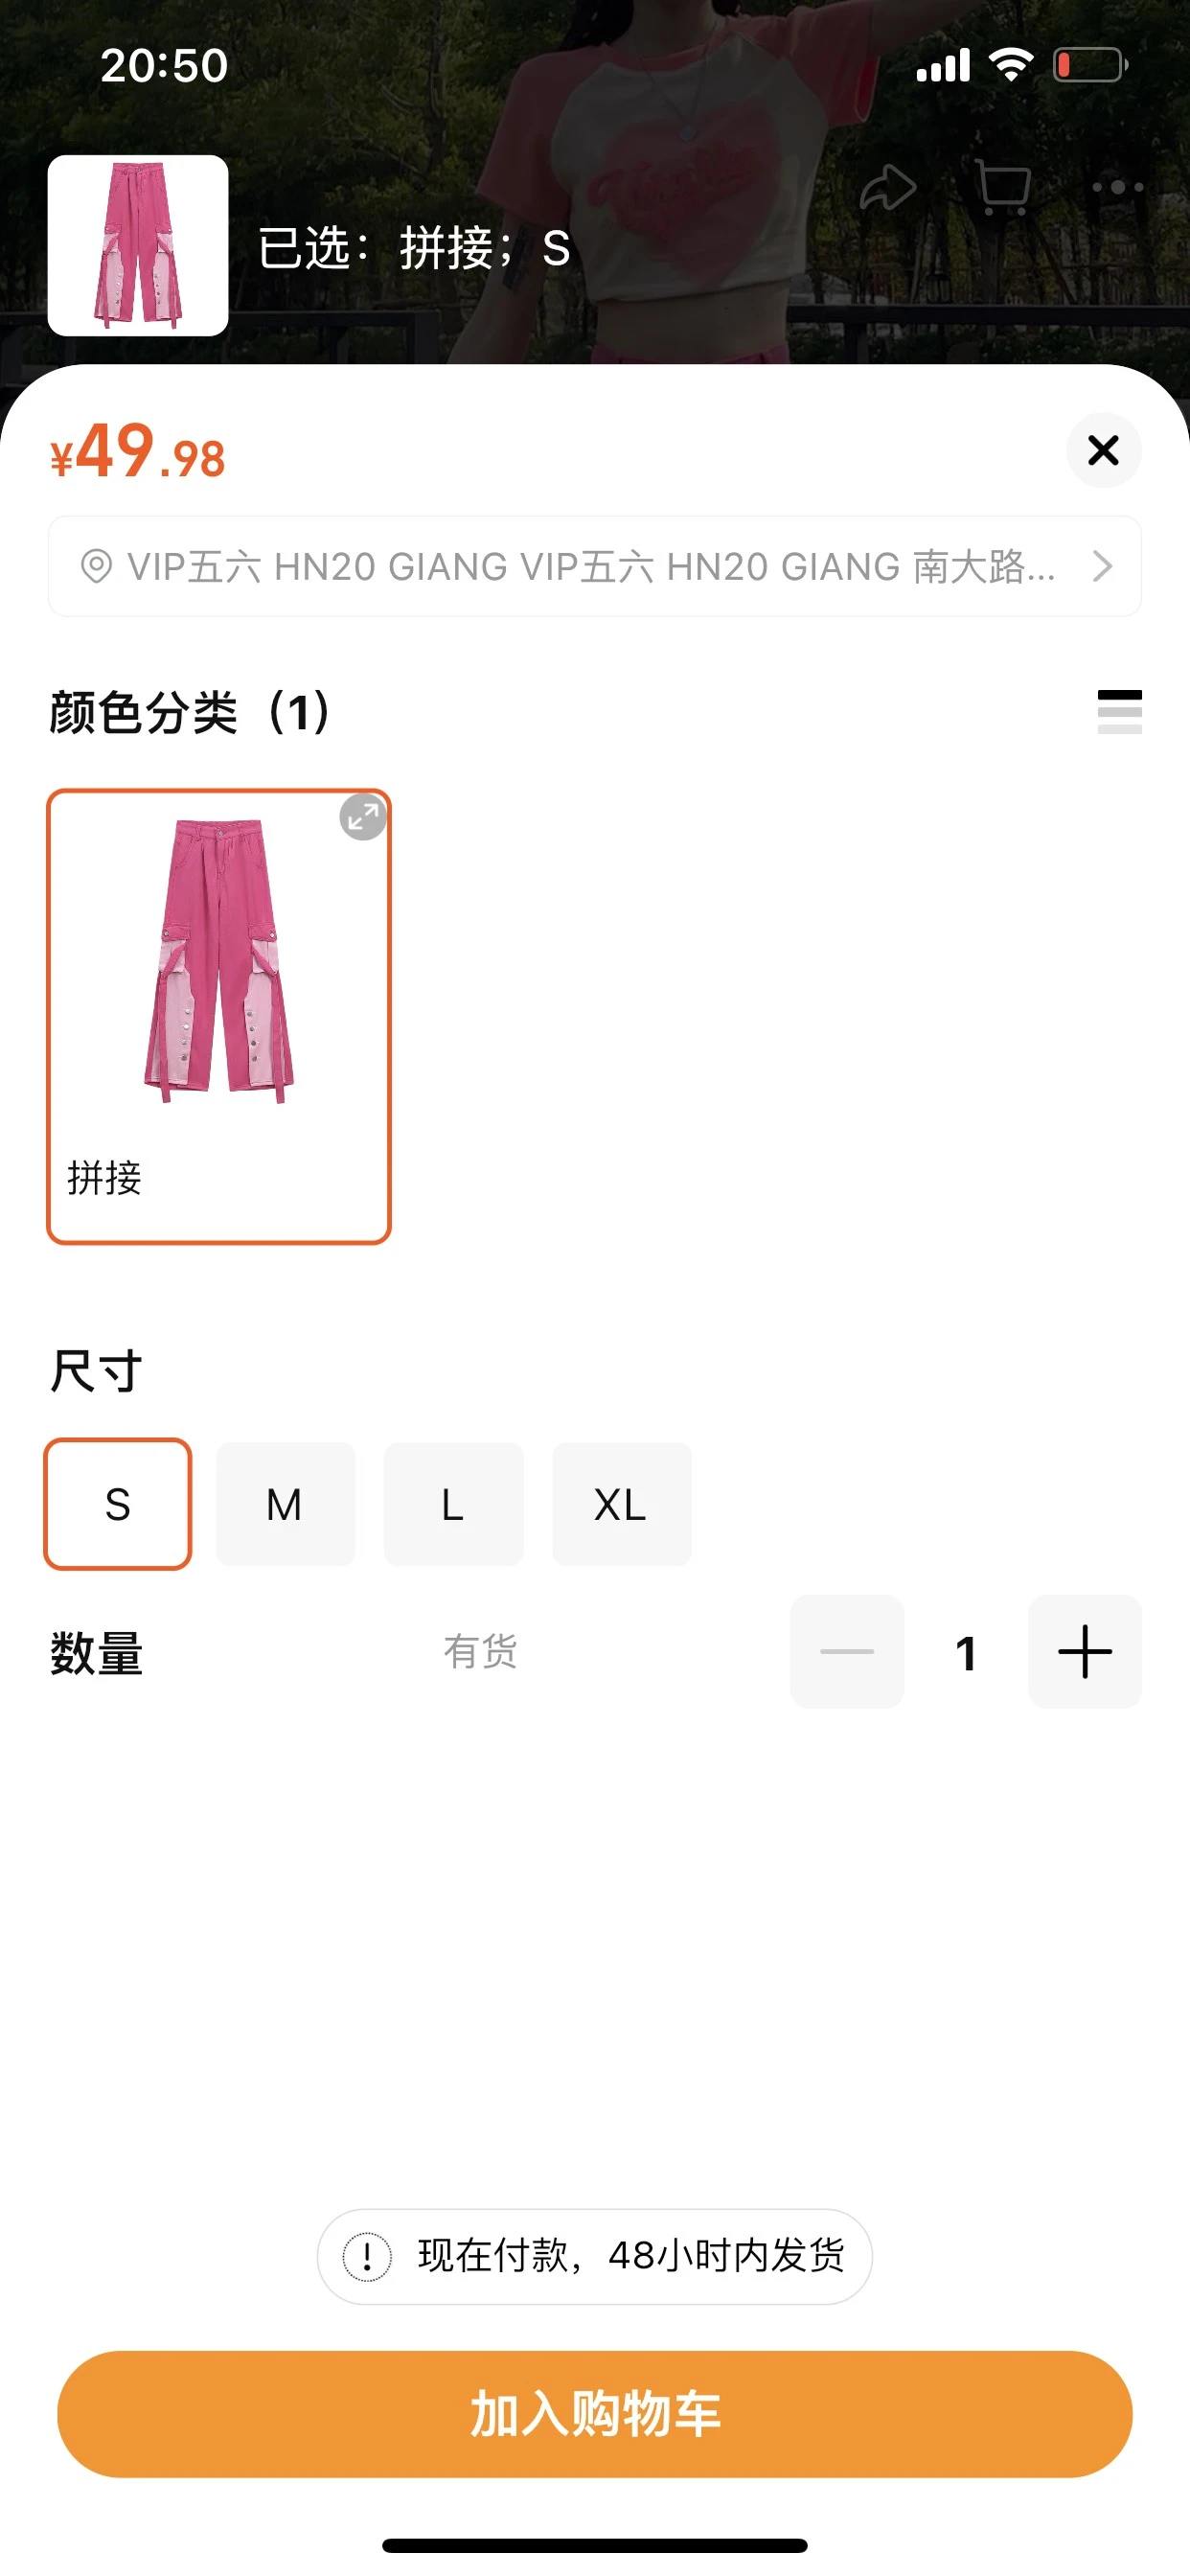 20:50
已选：拼接；S
¥49.98
VIP五六 HN20 GIANG VIP五六 HN20 GIANG 南大路...
颜色分类（1）
拼接
尺寸
S M L XL
数量 有货 1
现在付款，48小时内发货
加入购物车